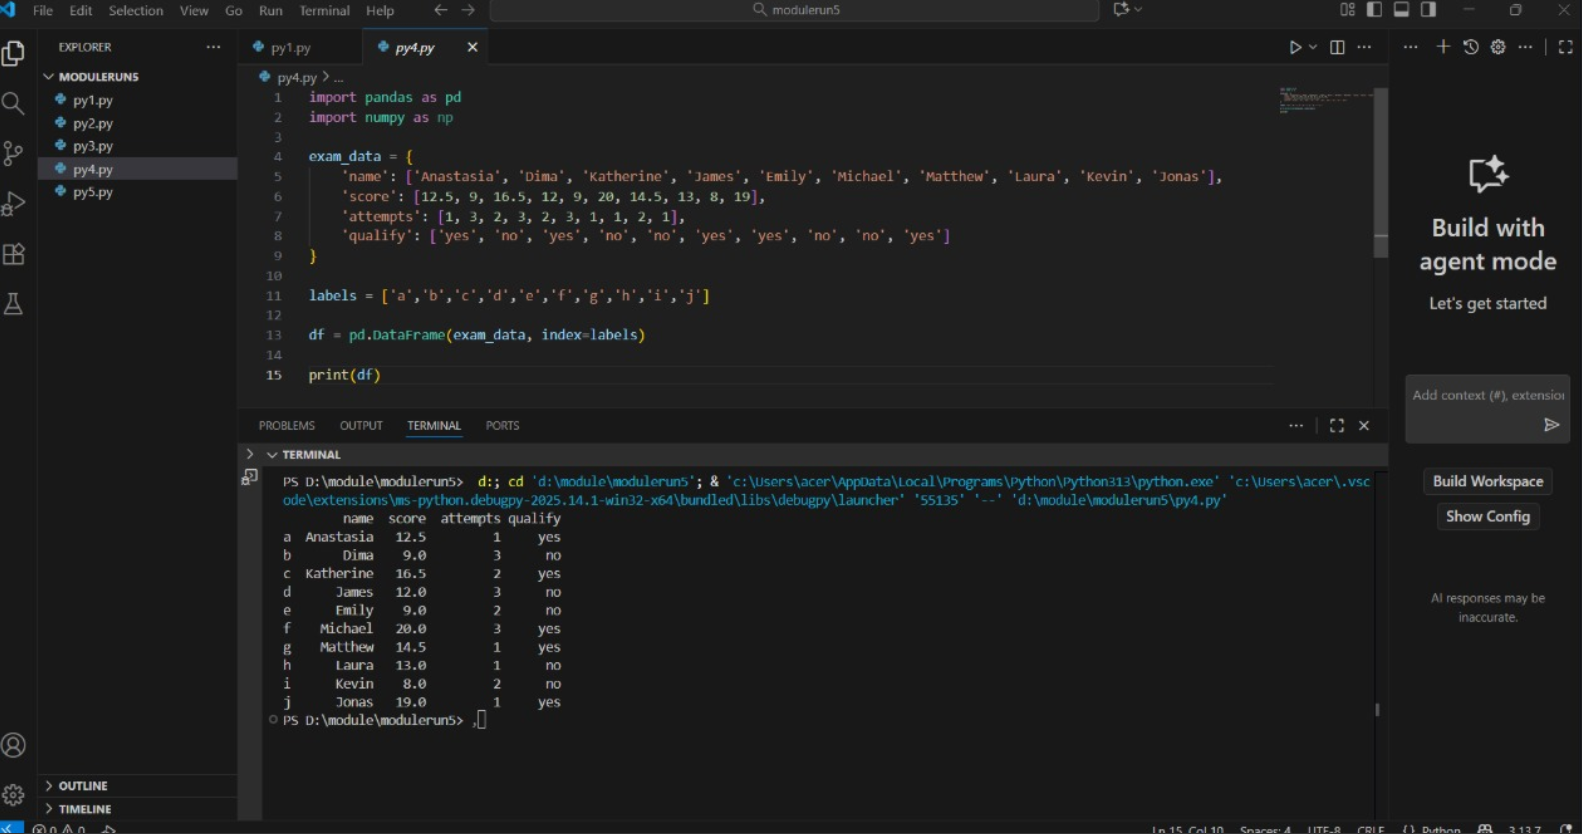 File Edit Selection View Go Run Terminal Help
modulerun5
EXPLORER
MODULERUN5
py1.py
py2.py
py3.py
py4.py
py5.py
OUTLINE
TIMELINE
py1.py
py4.py
py4.py > ...
1 import pandas as pd
2 import numpy as np
3
4 exam_data = {
5 'name': ['Anastasia', 'Dima', 'Katherine', 'James', 'Emily', 'Michael', 'Matthew', 'Laura', 'Kevin', 'Jonas'],
6 'score': [12.5, 9, 16.5, 12, 9, 20, 14.5, 13, 8, 19],
7 'attempts': [1, 3, 2, 3, 2, 3, 1, 1, 2, 1],
8 'qualify': ['yes', 'no', 'yes', 'no', 'no', 'yes', 'yes', 'no', 'no', 'yes']
9 }
10
11 labels = ['a','b','c','d','e','f','g','h','i','j']
12
13 df = pd.DataFrame(exam_data, index=labels)
14
15 print(df)
PROBLEMS OUTPUT TERMINAL PORTS
TERMINAL
PS D:\module\modulerun5> d:; cd 'd:\module\modulerun5'; & 'c:\Users\acer\AppData\Local\Programs\Python\Python313\python.exe' 'c:\Users\acer\.vsc
ode\extensions\ms-python.debugpy-2025.14.1-win32-x64\bundled\libs\debugpy\launcher' '55135' '--' 'd:\module\modulerun5\py4.py'
name score attempts qualify
a Anastasia 12.5 1 yes
b Dima 9.0 3 no
c Katherine 16.5 2 yes
d James 12.0 3 no
e Emily 9.0 2 no
f Michael 20.0 3 yes
g Matthew 14.5 1 yes
h Laura 13.0 1 no
i Kevin 8.0 2 no
j Jonas 19.0 1 yes
PS D:\module\modulerun5> ,
Build with
agent mode
Let's get started
Add context (#), extensio
Build Workspace
Show Config
AI responses may be
inaccurate.
0 0
Ln 15, Col 10 Spaces: 4 UTF-8 CRLF {} Python 3.13.7